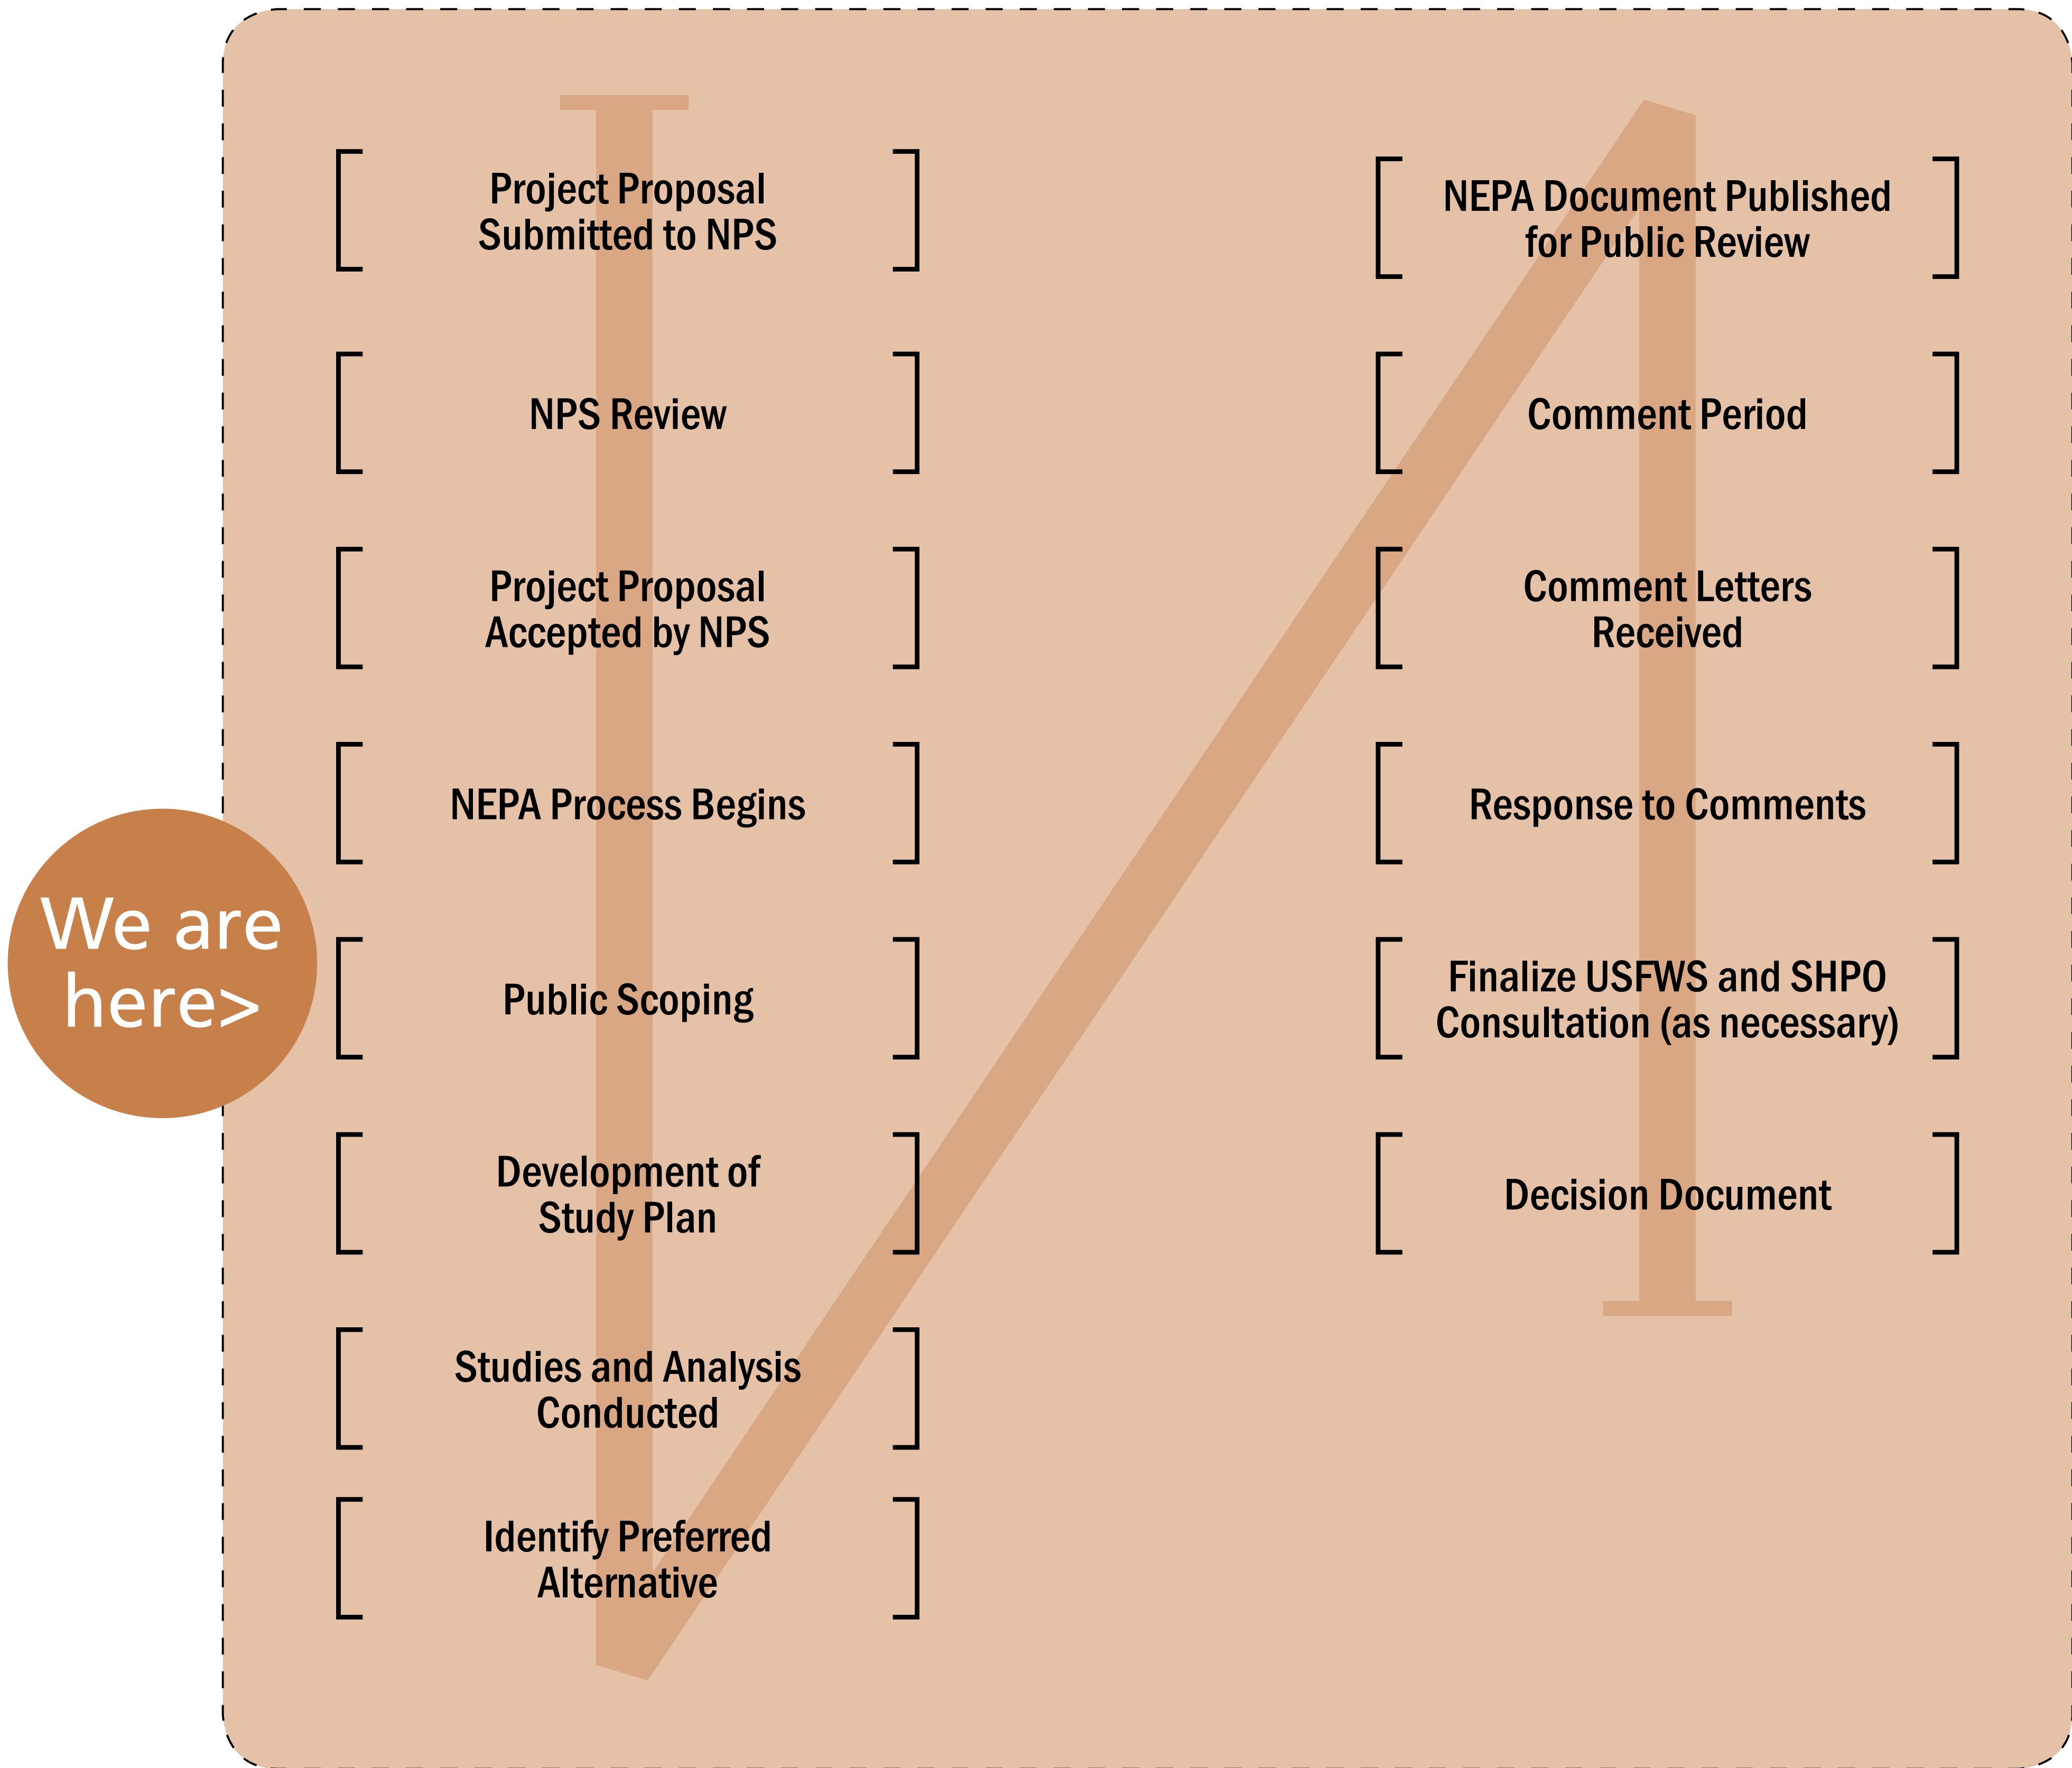 Project Proposal
Submitted to NPS
NPS Review
Project Proposal
Accepted by NPS
NEPA Process Begins
We are
here>
Public Scoping
Development of
Study Plan
Studies and Analysis
Conducted
Identify Preferred
Alternative
NEPA Document Published
for Public Review
Comment Period
Comment Letters
Received
Response to Comments
Finalize USFWS and SHPO
Consultation (as necessary)
Decision Document